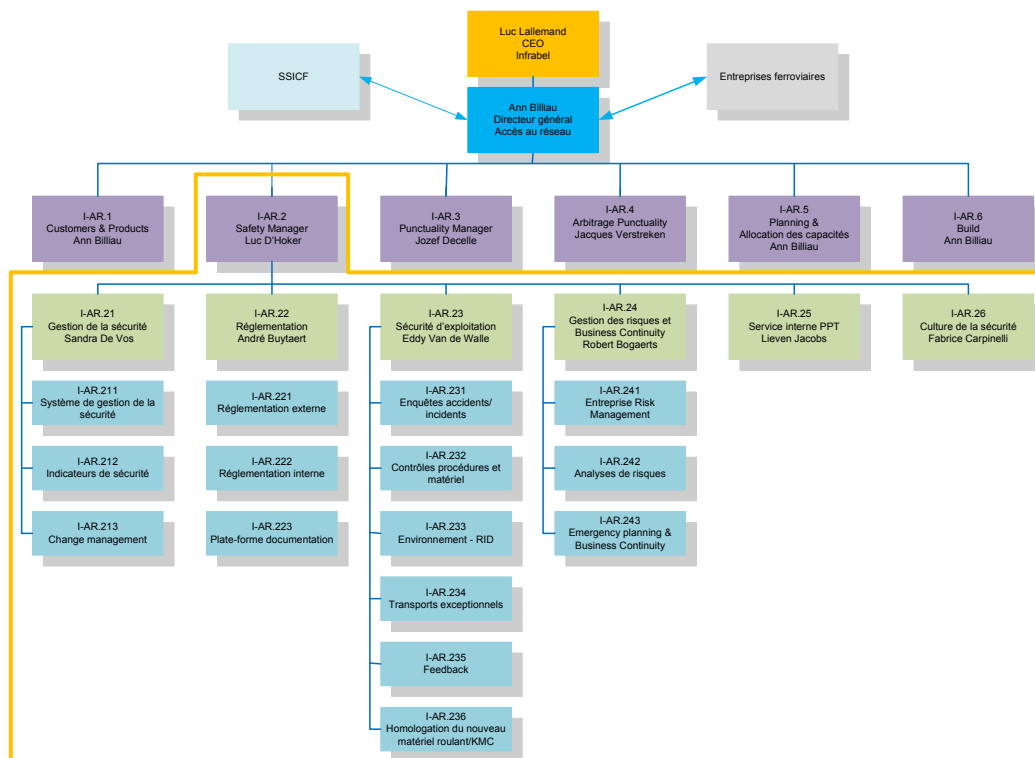 Luc Lallemand
CEO
Infrabel
SSICF
Entreprises ferroviaires
Ann Billiau
Directeur général
Accès au réseau
I-AR.1
Customers & Products
Ann Billiau
I-AR.2
Safety Manager
Luc D'Hoker
I-AR.3
Punctuality Manager
Jozef Decelle
I-AR.4
Arbitrage Punctuality
Jacques Verstreken
I-AR.5
Planning &
Allocation des capacités
Ann Billiau
I-AR.6
Build
Ann Billiau
I-AR.21
Gestion de la sécurité
Sandra De Vos
I-AR.22
Réglementation
André Buytaert
I-AR.23
Sécurité d'exploitation
Eddy Van de Walle
I-AR.24
Gestion des risques et
Business Continuity
Robert Bogaerts
I-AR.25
Service interne PPT
Lieven Jacobs
I-AR.26
Culture de la sécurité
Fabrice Carpinelli
I-AR.211
Système de gestion de la
sécurité
I-AR.221
Réglementation externe
I-AR.231
Enquêtes accidents/
incidents
I-AR.241
Entreprise Risk
Management
I-AR.212
Indicateurs de sécurité
I-AR.222
Réglementation interne
I-AR.232
Contrôles procédures et
matériel
I-AR.242
Analyses de risques
I-AR.213
Change management
I-AR.223
Plate-forme documentation
I-AR.233
Environnement - RID
I-AR.243
Emergency planning &
Business Continuity
I-AR.234
Transports exceptionnels
I-AR.235
Feedback
I-AR.236
Homologation du nouveau
matériel roulant/KMC